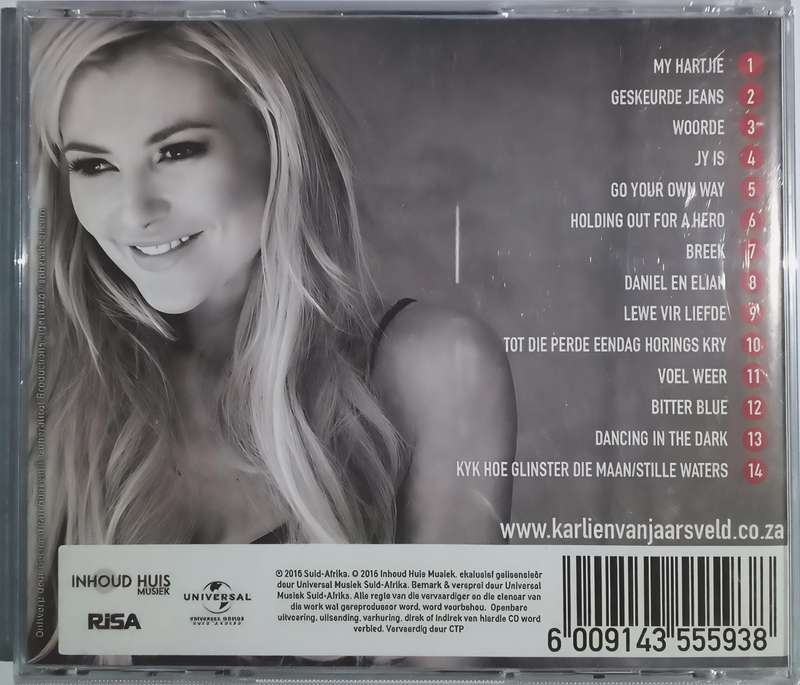 MY HARTJIE 1
GESKEURDE JEANS 2
WOORDE 3
JY IS 4
GO YOUR OWN WAY 5
HOLDING OUT FOR A HERO 6
BREEK 7
DANIEL EN ELIAN 8
LEWE VIR LIEFDE 9
TOT DIE PERDE EENDAG HORINGS KRY 10
VOEL WEER 11
BITTER BLUE 12
DANCING IN THE DARK 13
KYK HOE GLINSTER DIE MAAN/STILLE WATERS 14
www.karlienvanjaarsveld.co.za
INHOUD HUIS
MUSIEK
RiSA
UNIVERSAL
℗ 2016 Suid-Afrika. © 2016 Inhoud Huis Musiek. eksklusief gelisensieër
deur Universal Musiek Suid-Afrika. Bemark & versprei deur Universal
Musiek Suid-Afrika. Alle regte van die vervaardiger en die eienaar van
die werk wat gereproduseer word, word voorbehou. Openbare
uitvoering, uitsending, verhuring, direk of indirek van hierdie CD word
verbied. Vervaardig deur CTP
6 009143 555938